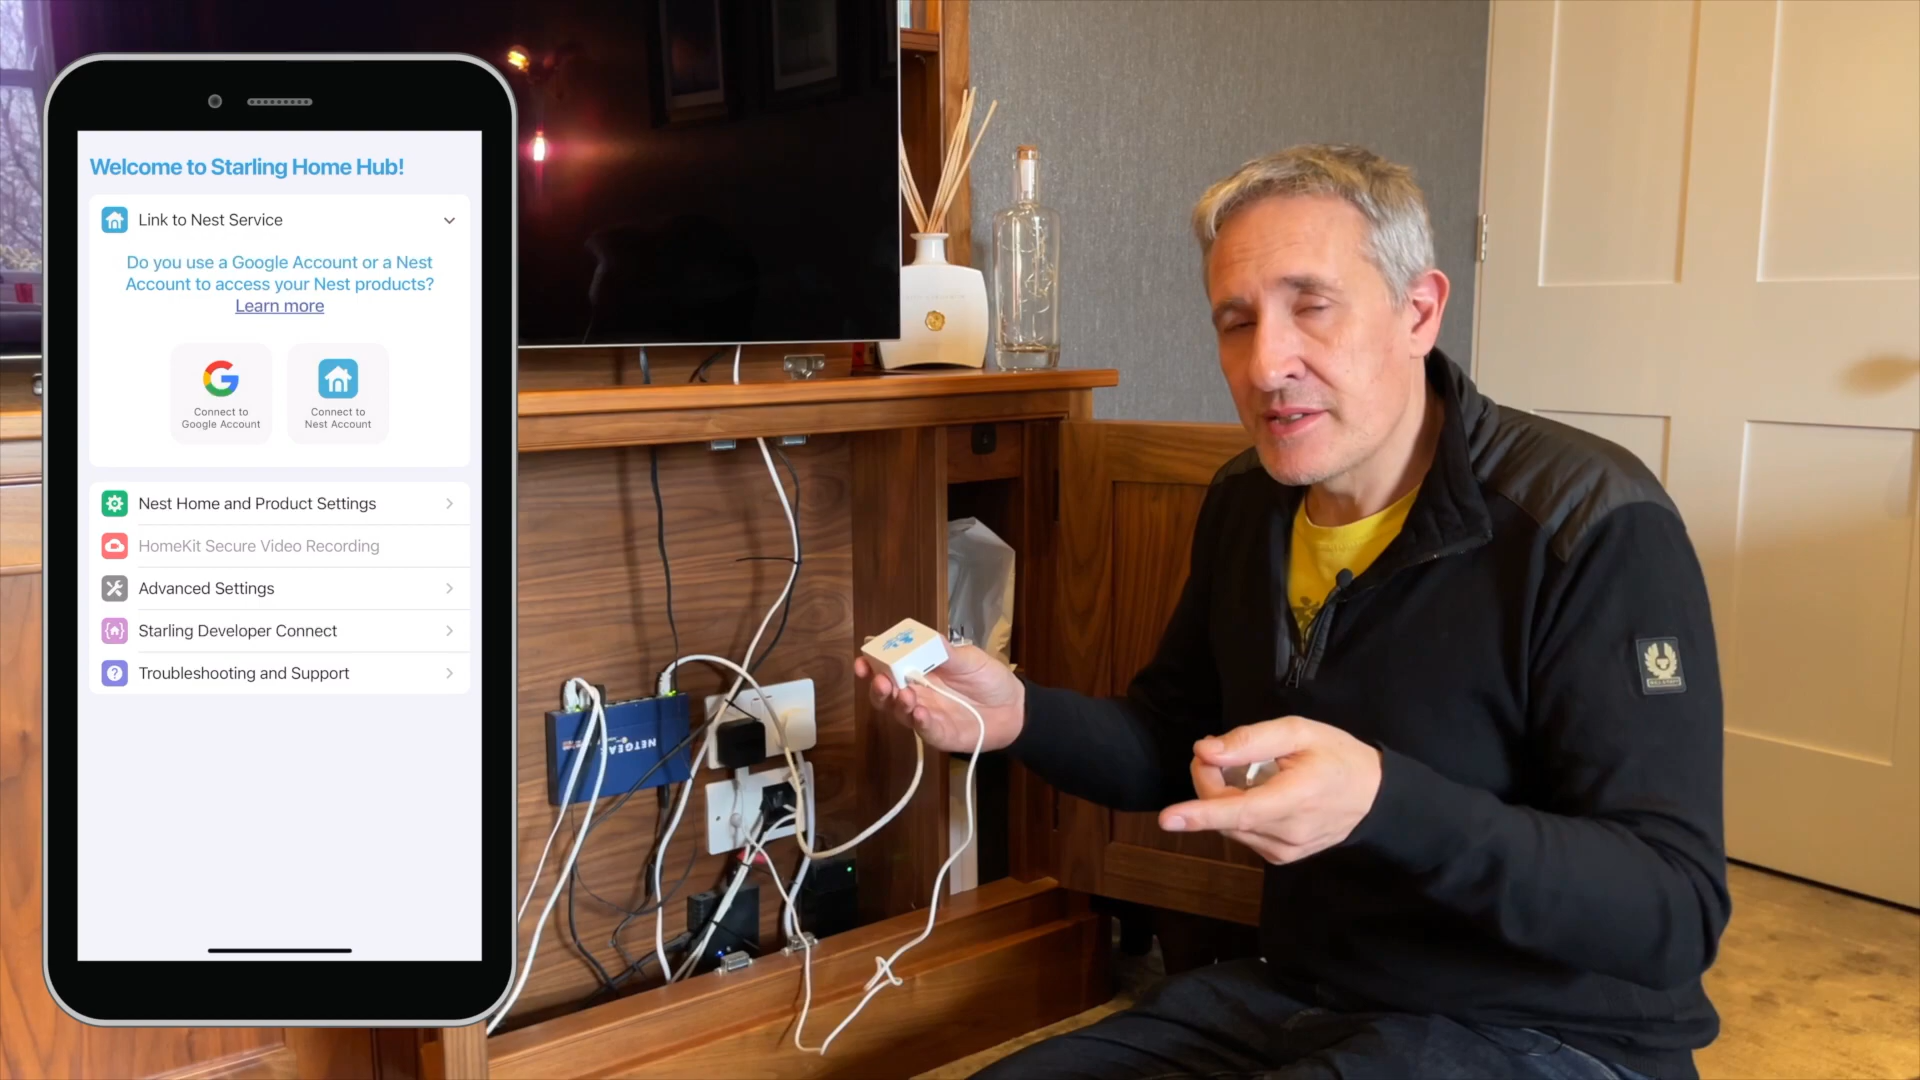 Welcome to Starling Home Hub!
Link to Nest Service
Do you use a Google Account or a Nest
Account to access your Nest products?
Learn more
Connect to
Google Account
Connect to
Nest Account
Nest Home and Product Settings
HomeKit Secure Video Recording
Advanced Settings
Starling Developer Connect
Troubleshooting and Support
NETGEAR